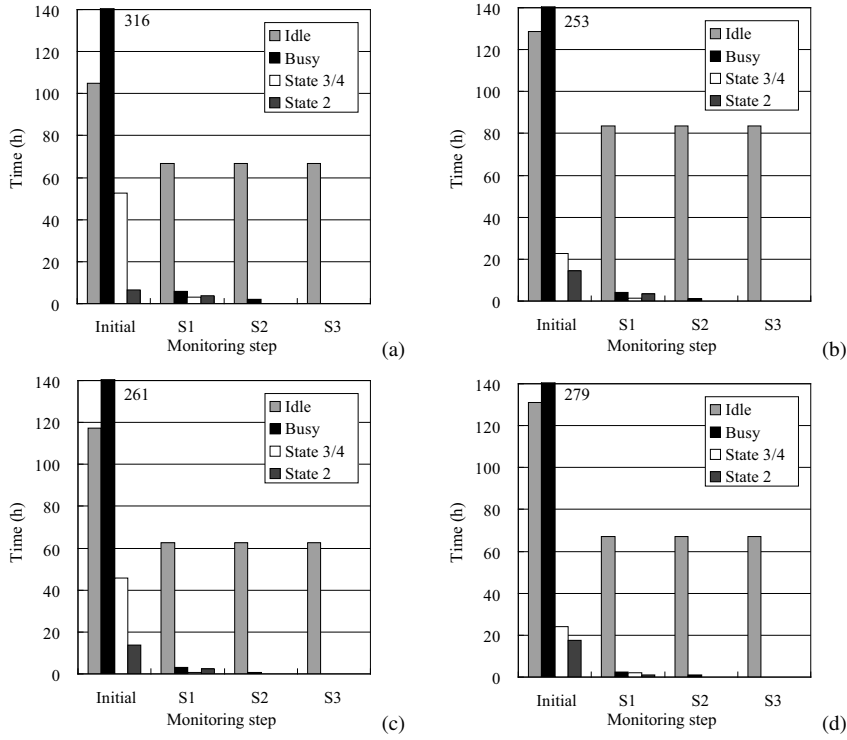 140
316
120
100
80
60
40
20
0
Time (h)
Idle
Busy
State 3/4
State 2
Initial S1 S2 S3
Monitoring step
(a)
140
253
120
100
80
60
40
20
0
Time (h)
Idle
Busy
State 3/4
State 2
Initial S1 S2 S3
Monitoring step
(b)
140
261
120
100
80
60
40
20
0
Time (h)
Idle
Busy
State 3/4
State 2
Initial S1 S2 S3
Monitoring step
(c)
140
279
120
100
80
60
40
20
0
Time (h)
Idle
Busy
State 3/4
State 2
Initial S1 S2 S3
Monitoring step
(d)